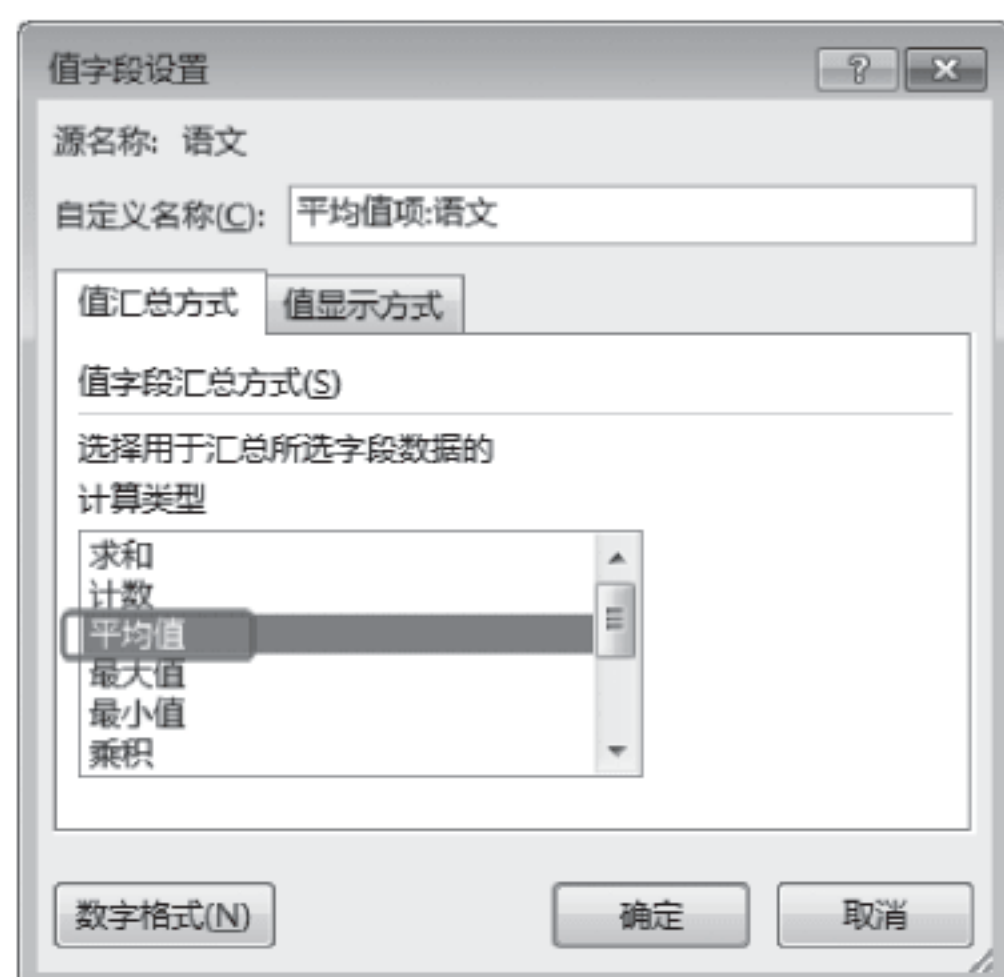 值字段设置
源名称: 语文
自定义名称(C): 平均值项:语文
值汇总方式 值显示方式
值字段汇总方式(S)
选择用于汇总所选字段数据的
计算类型
求和
计数
平均值
最大值
最小值
乘积
数字格式(N) 确定 取消